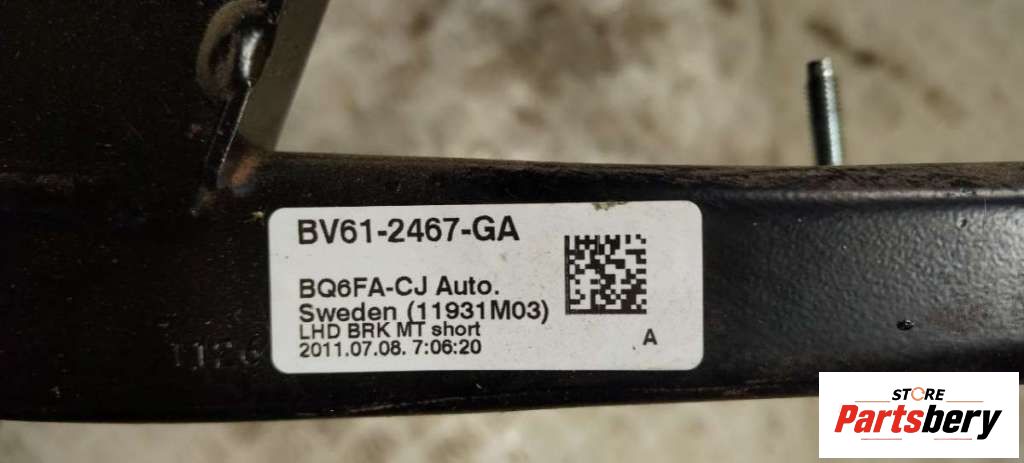 BV61-2467-GA
BQ6FA-CJ Auto.
Sweden (11931M03)
LHD BRK MT short
2011.07.08. 7:06:20
A
STORE
Partsbery